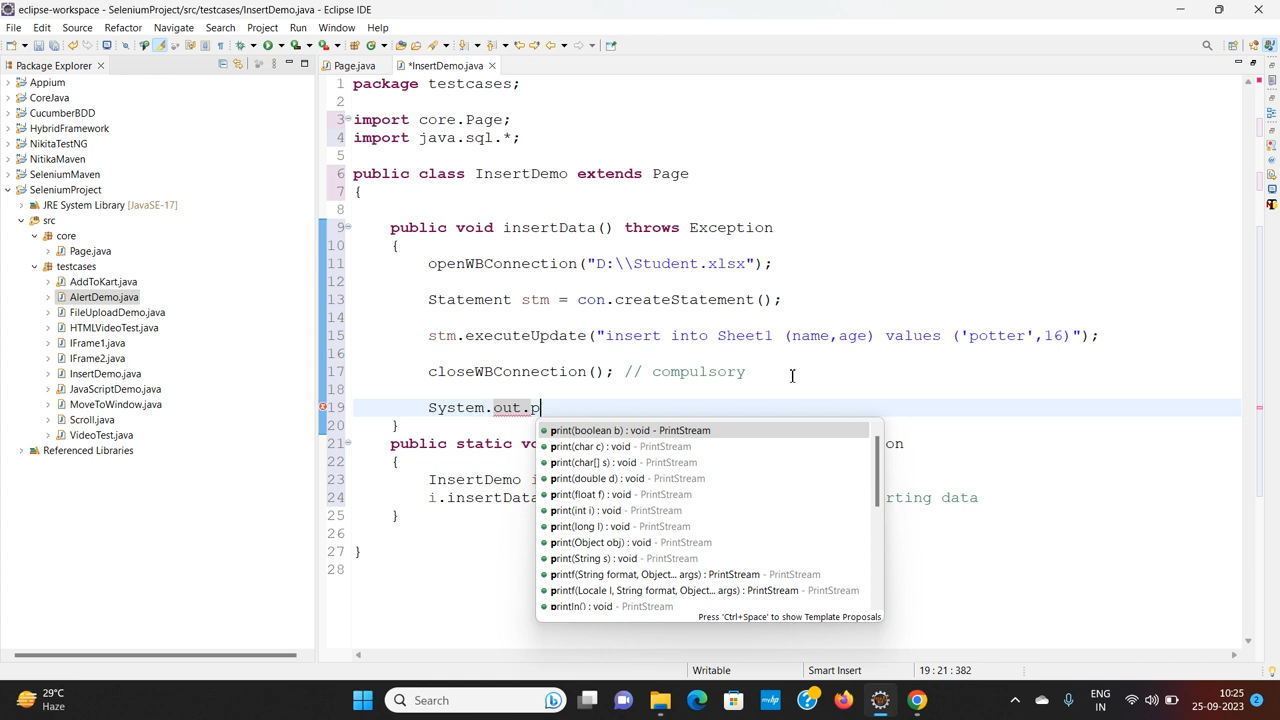 eclipse-workspace - SeleniumProject/src/testcases/InsertDemo.java - Eclipse IDE
File Edit Source Refactor Navigate Search Project Run Window Help
Package Explorer
Appium
CoreJava
CucumberBDD
HybridFramework
NikitaTestNG
NitikaMaven
SeleniumMaven
SeleniumProject
JRE System Library [JavaSE-17]
src
core
Page.java
testcases
AddToKart.java
AlertDemo.java
FileUploadDemo.java
HTMLVideoTest.java
IFrame1.java
IFrame2.java
InsertDemo.java
JavaScriptDemo.java
MoveToWindow.java
Scroll.java
VideoTest.java
Referenced Libraries
Page.java *InsertDemo.java
1 package testcases;
2
3 import core.Page;
4 import java.sql.*;
5
6 public class InsertDemo extends Page
7 {
8
9 public void insertData() throws Exception
10 {
11 openWBConnection("D:\\Student.xlsx");
12
13 Statement stm = con.createStatement();
14
15 stm.executeUpdate("insert into Sheet1 (name,age) values ('potter',16)");
16
17 closeWBConnection(); // compulsory
18
19 System.out.p
20 }
21 public static on
22 {
23 InsertDemo i
24 i.insertData rting data
25 }
26
27 }
28
print(boolean b) : void - PrintStream
print(char c) : void - PrintStream
print(char[] s) : void - PrintStream
print(double d) : void - PrintStream
print(float f) : void - PrintStream
print(int i) : void - PrintStream
print(long l) : void - PrintStream
print(Object obj) : void - PrintStream
print(String s) : void - PrintStream
printf(String format, Object... args) : PrintStream - PrintStream
printf(Locale l, String format, Object... args) : PrintStream - PrintStream
println() : void - PrintStream
Press 'Ctrl+Space' to show Template Proposals
Writable Smart Insert 19 : 21 : 382
29°C
Haze
Search
ENG
IN
10:25
25-09-2023
2